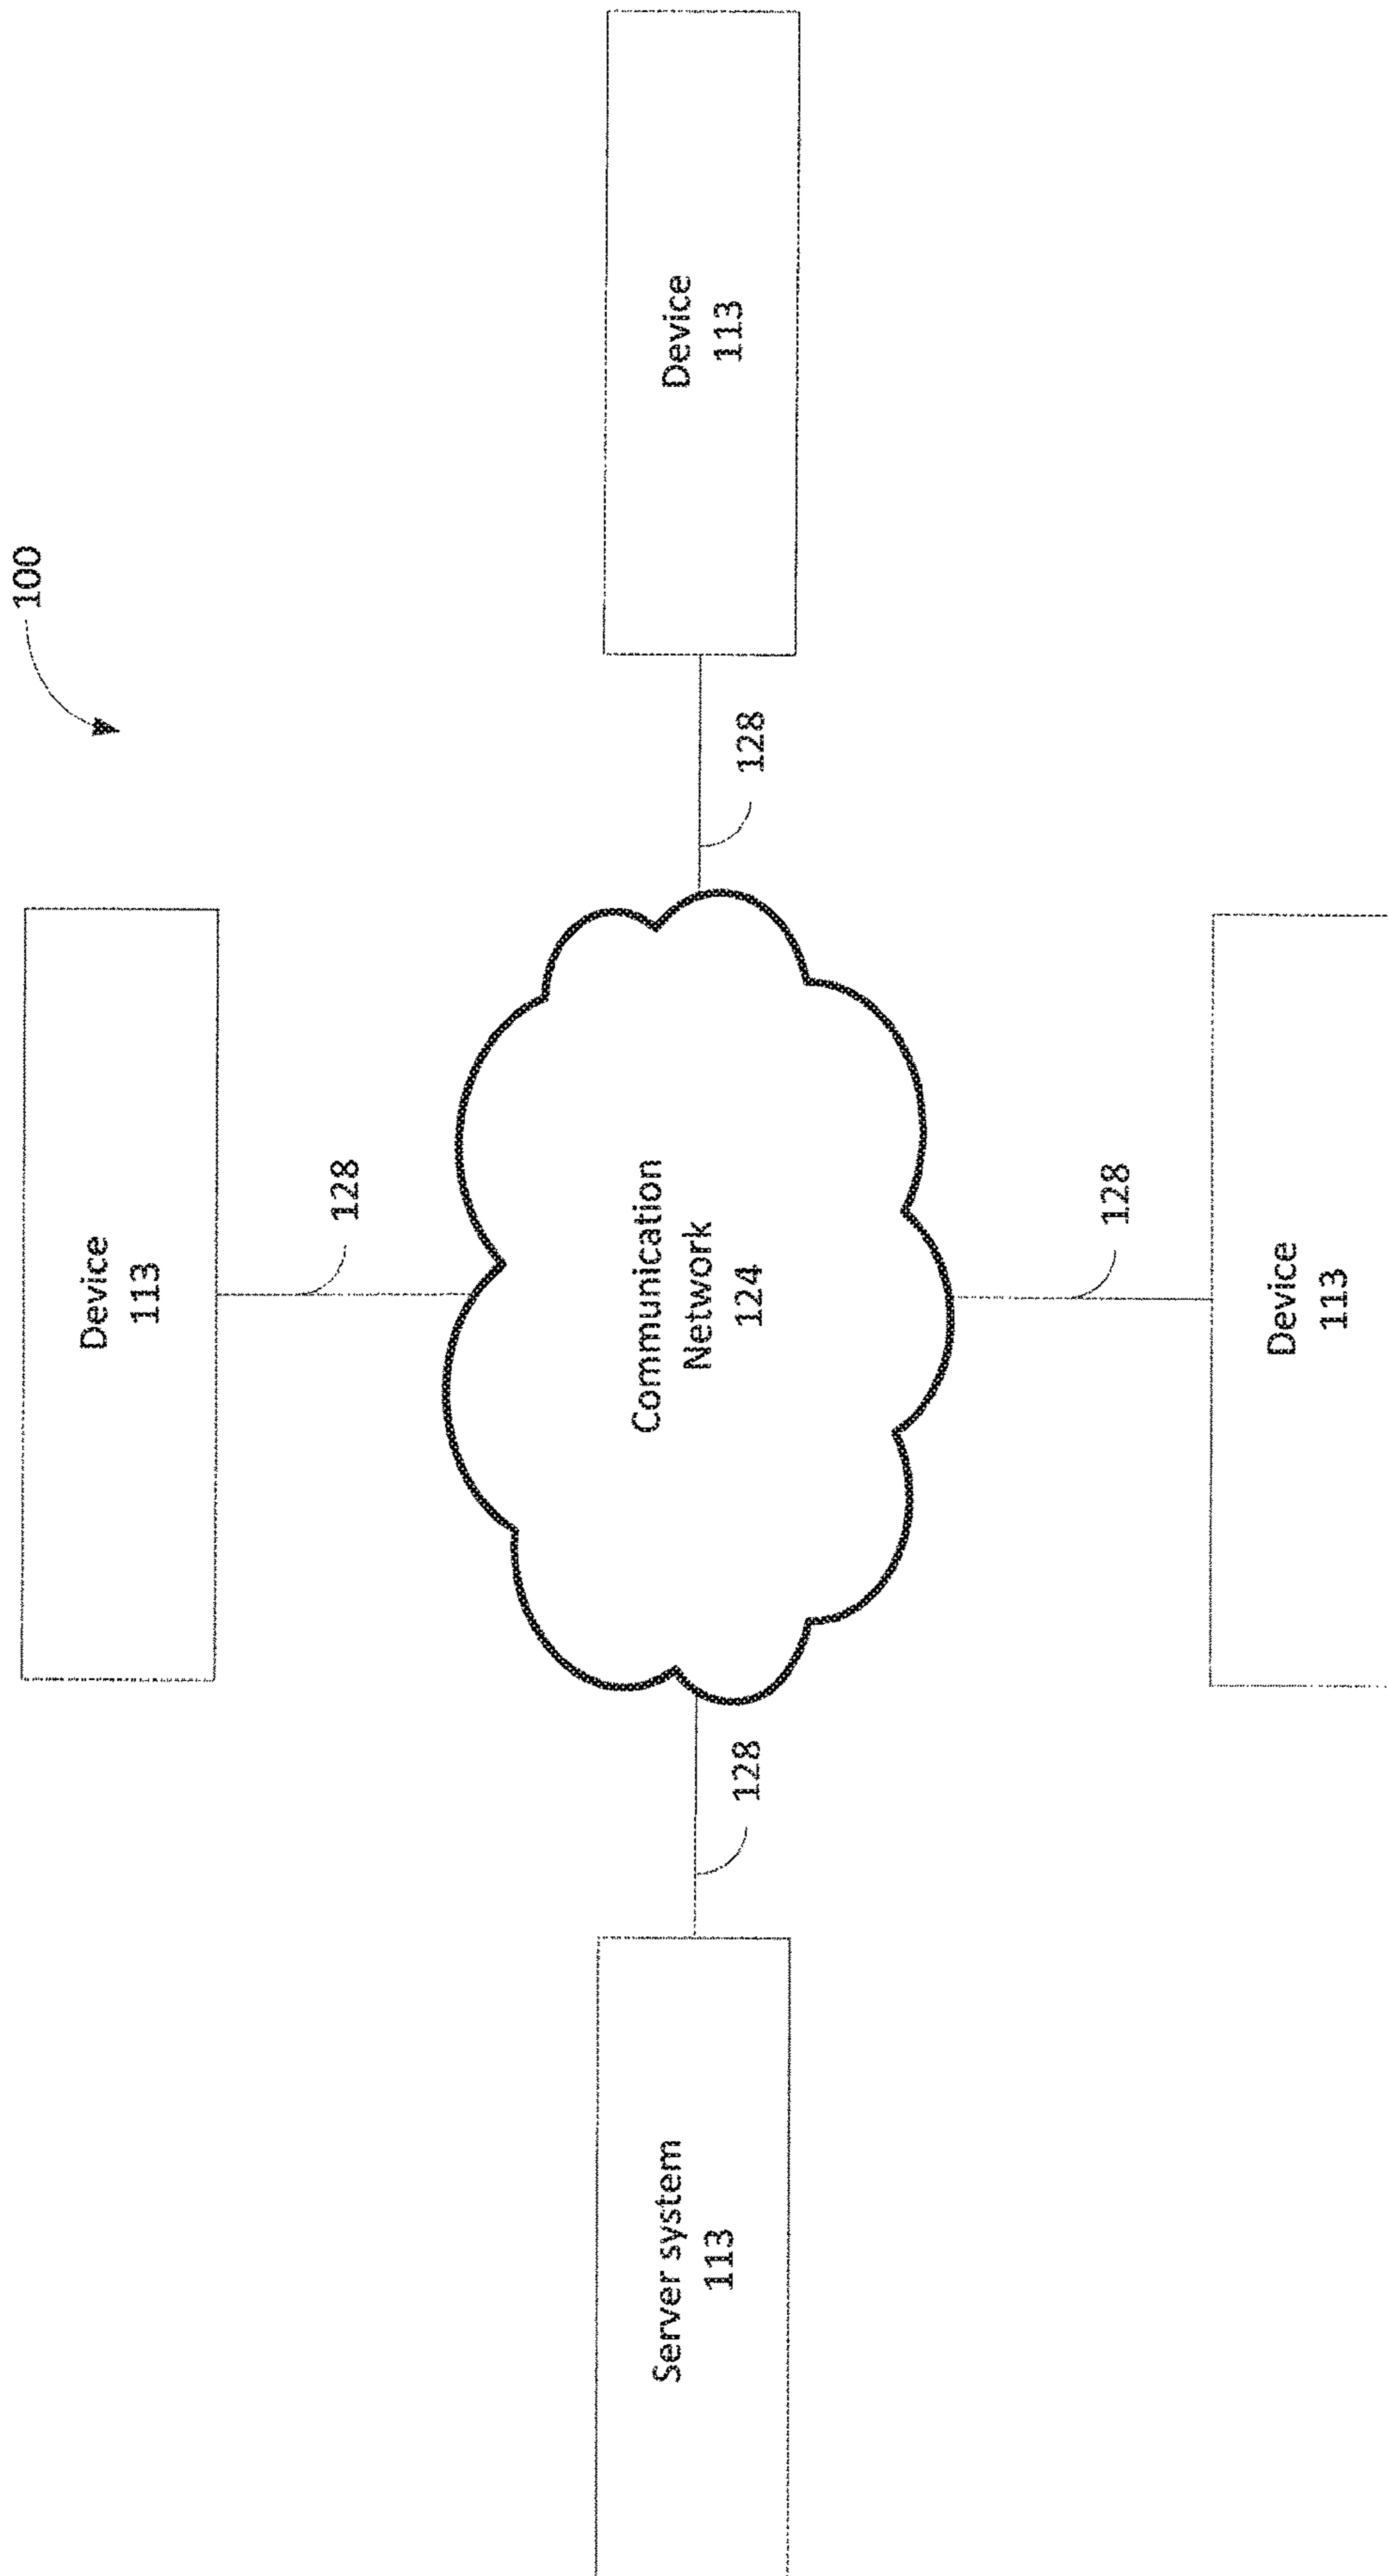 100
Device
113
128
Server system
113
128
Communication
Network
124
128
Device
113
128
Device
113